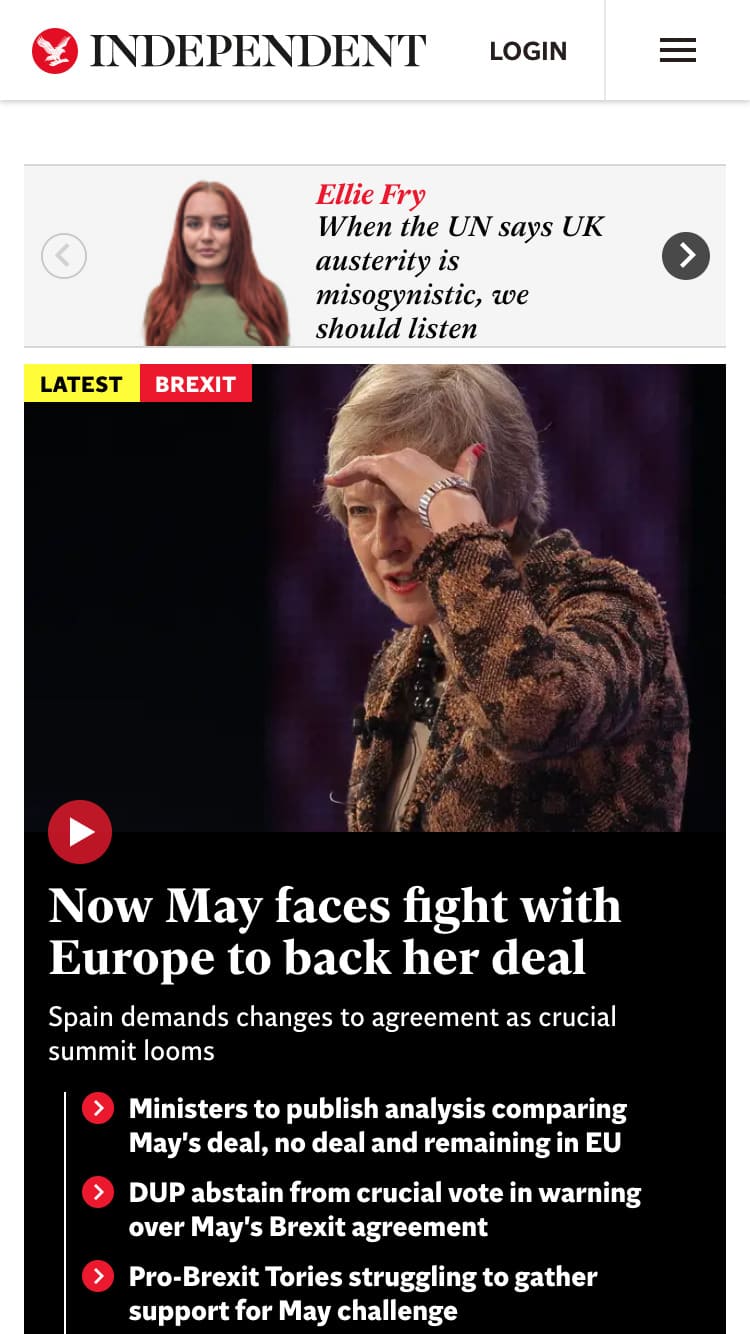 INDEPENDENT
LOGIN
Ellie Fry
When the UN says UK
austerity is
misogynistic, we
should listen
LATEST BREXIT
Now May faces fight with
Europe to back her deal
Spain demands changes to agreement as crucial
summit looms
Ministers to publish analysis comparing
May's deal, no deal and remaining in EU
DUP abstain from crucial vote in warning
over May's Brexit agreement
Pro-Brexit Tories struggling to gather
support for May challenge